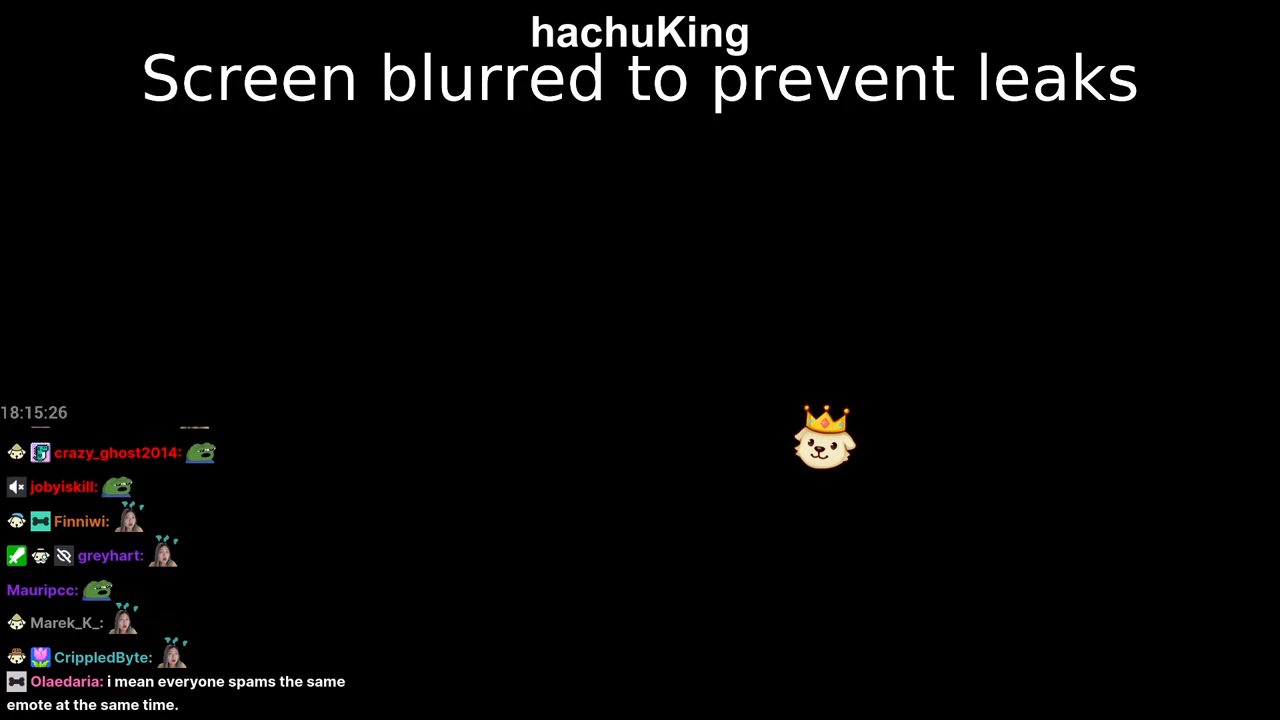 hachuKing
Screen blurred to prevent leaks
18:15:26
crazy_ghost2014:
jobyiskill:
Finniwi:
greyhart:
Mauripcc:
Marek_K_:
CrippledByte:
Olaedaria: i mean everyone spams the same
emote at the same time.